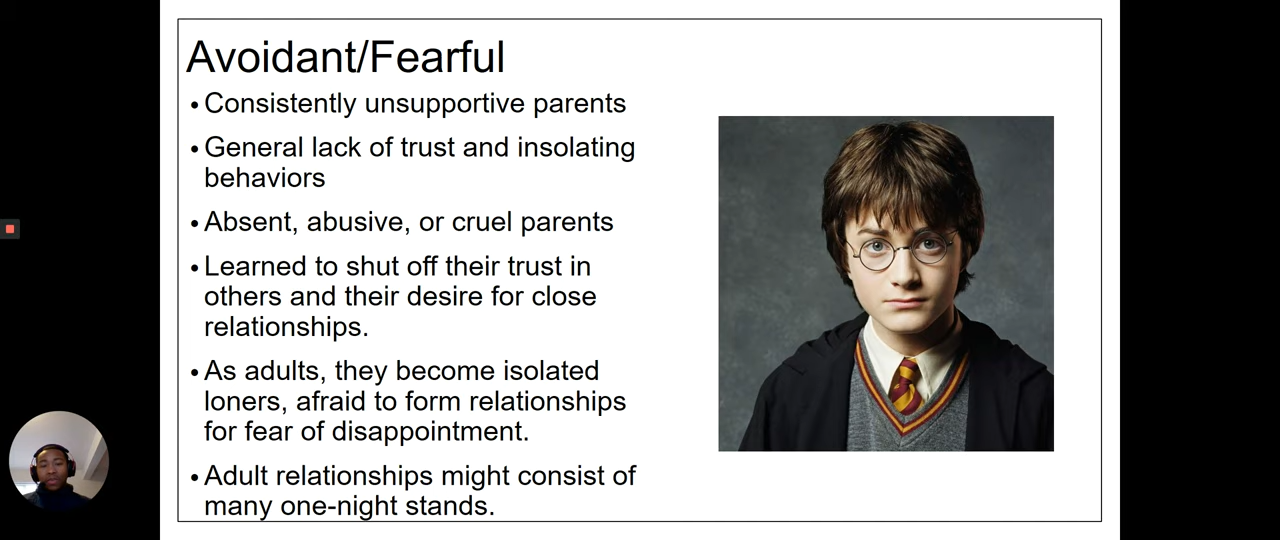 Avoidant/Fearful
• Consistently unsupportive parents
• General lack of trust and insolating
behaviors
• Absent, abusive, or cruel parents
• Learned to shut off their trust in
others and their desire for close
relationships.
• As adults, they become isolated
loners, afraid to form relationships
for fear of disappointment.
• Adult relationships might consist of
many one-night stands.